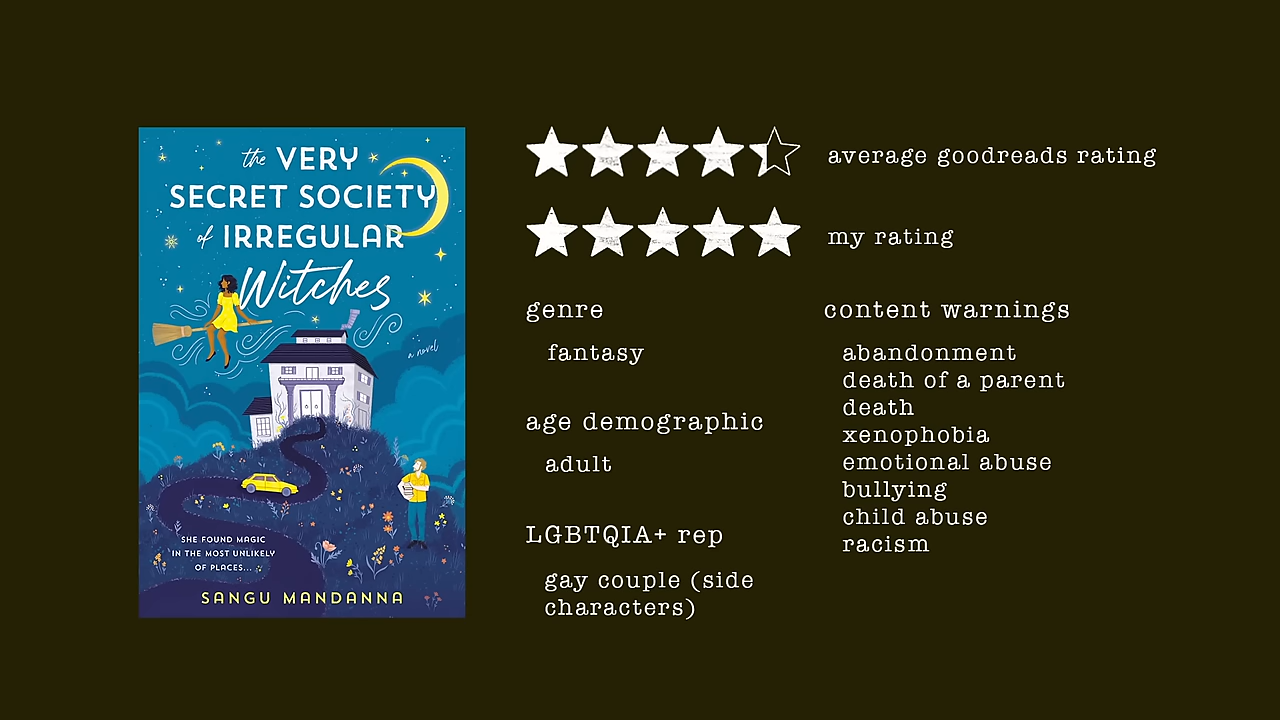 the VERY
SECRET SOCIETY
of IRREGULAR
Witches
a novel
SHE FOUND MAGIC
IN THE MOST UNLIKELY
OF PLACES...
SANGU MANDANNA
average goodreads rating
my rating
genre
fantasy
age demographic
adult
LGBTQIA+ rep
gay couple (side
characters)
content warnings
abandonment
death of a parent
death
xenophobia
emotional abuse
bullying
child abuse
racism